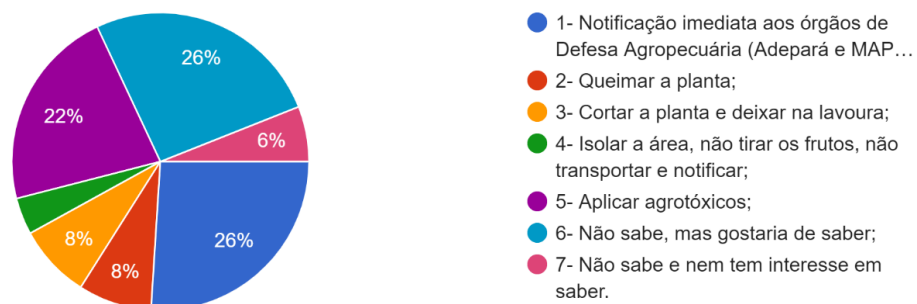 26%
22%
6%
8%
8%
26%
1- Notificação imediata aos órgãos de
Defesa Agropecuária (Adepará e MAP…
2- Queimar a planta;
3- Cortar a planta e deixar na lavoura;
4- Isolar a área, não tirar os frutos, não
transportar e notificar;
5- Aplicar agrotóxicos;
6- Não sabe, mas gostaria de saber;
7- Não sabe e nem tem interesse em
saber.